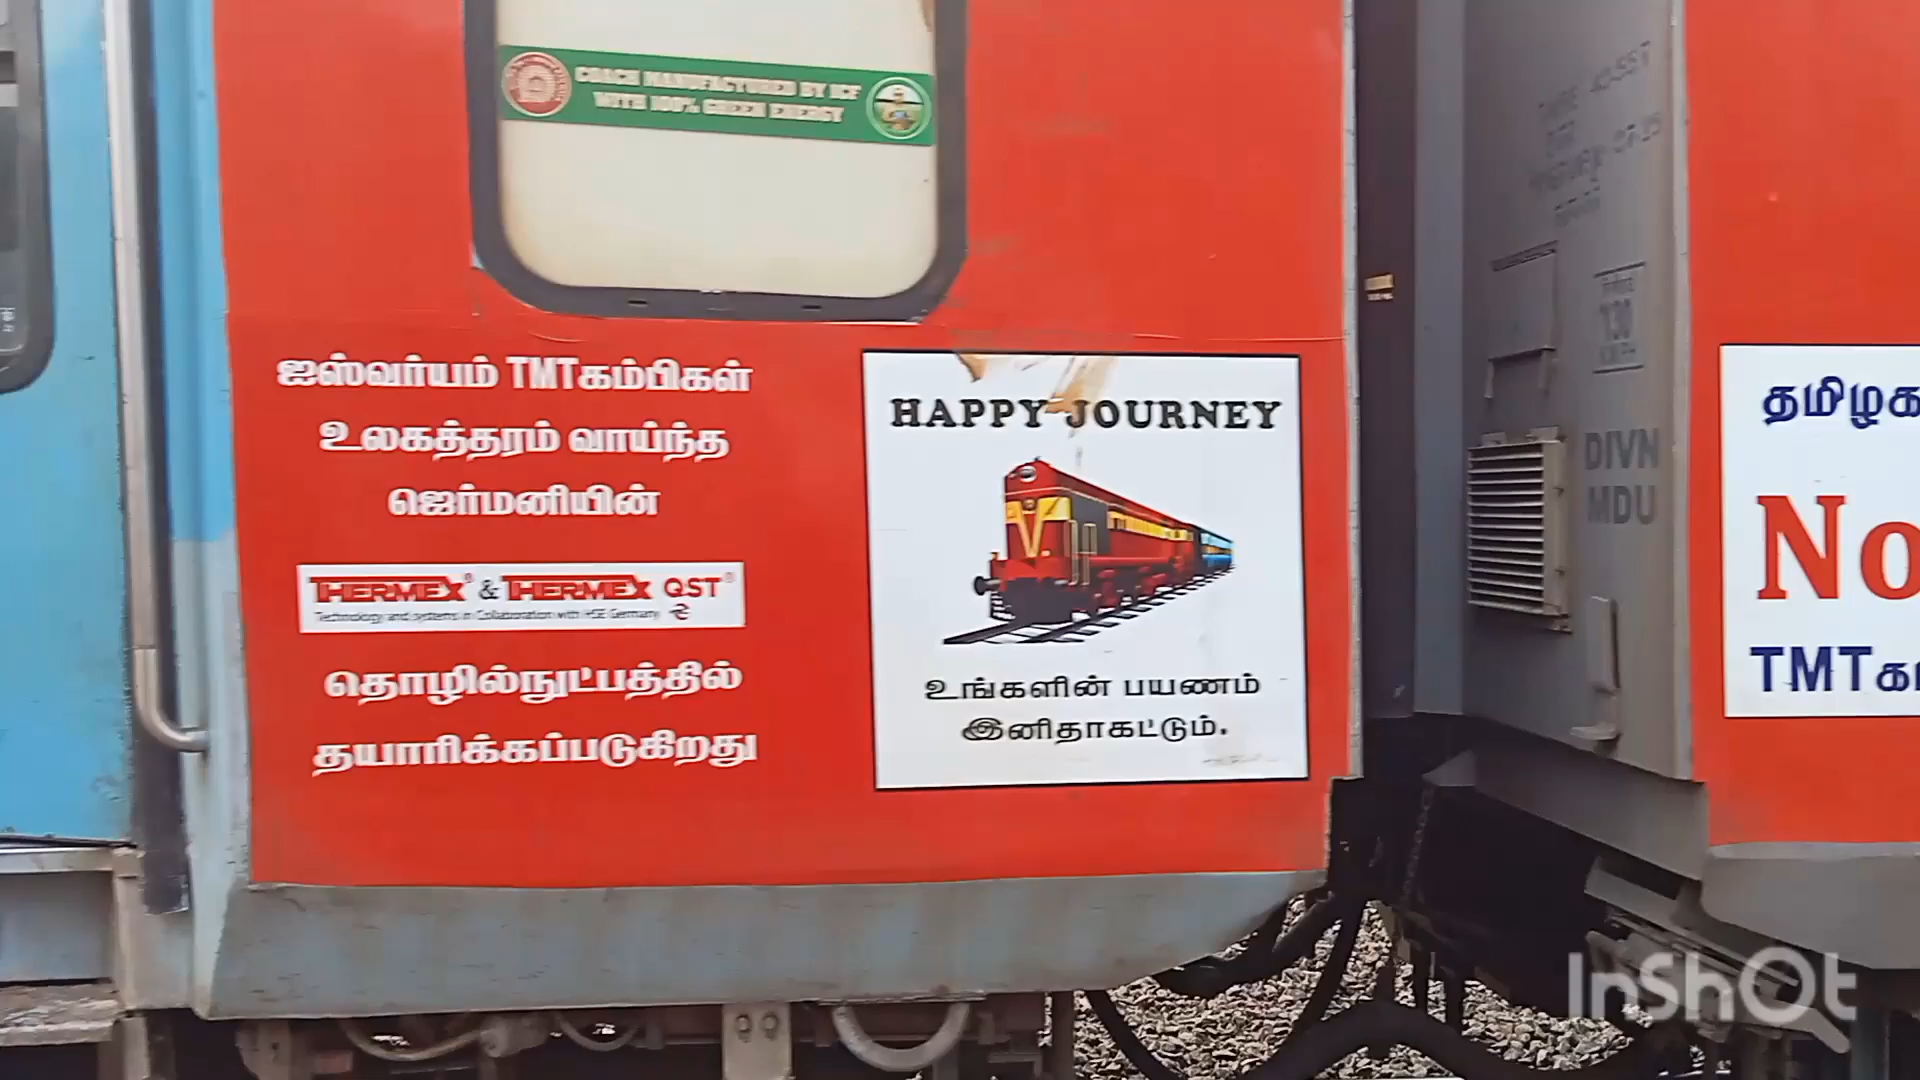 COACH MANUFACTURED BY ICF
WITH 100% GREEN ENERGY
ஐஸ்வர்யம் TMTகம்பிகள்
உலகத்தரம் வாய்ந்த
ஜெர்மனியின்
THERMEX® & THERMEX QST®
Technology and systems in Collaboration with HSE Germany
தொழில்நுட்பத்தில்
தயாரிக்கப்படுகிறது
HAPPY JOURNEY
உங்களின் பயணம்
இனிதாகட்டும்.
130
DIVN
MDU
தமிழக
No
TMTக
InShOt